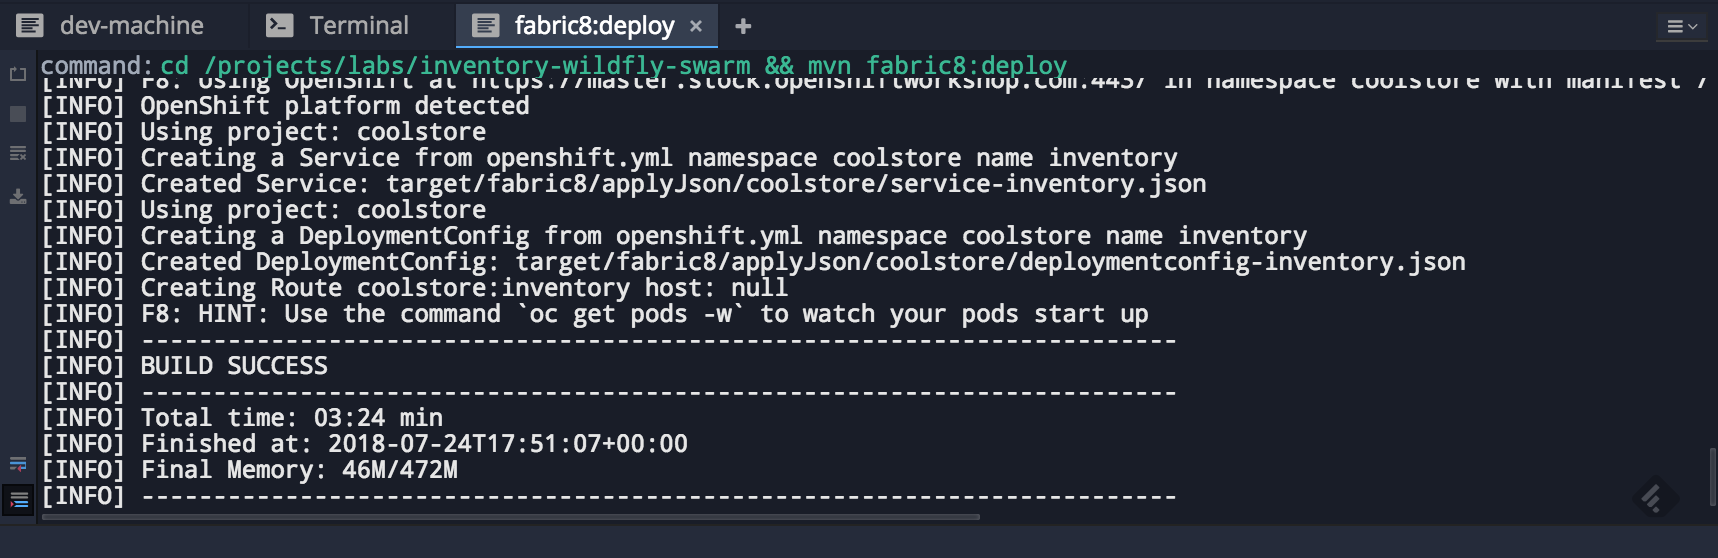 dev-machine
Terminal
fabric8:deploy
command: cd /projects/labs/inventory-wildfly-swarm && mvn fabric8:deploy
[INFO] F8: Using OpenShift at https://master.stock.openshiftworkshop.com:443/ in namespace coolstore with manifest /
[INFO] OpenShift platform detected
[INFO] Using project: coolstore
[INFO] Creating a Service from openshift.yml namespace coolstore name inventory
[INFO] Created Service: target/fabric8/applyJson/coolstore/service-inventory.json
[INFO] Using project: coolstore
[INFO] Creating a DeploymentConfig from openshift.yml namespace coolstore name inventory
[INFO] Created DeploymentConfig: target/fabric8/applyJson/coolstore/deploymentconfig-inventory.json
[INFO] Creating Route coolstore:inventory host: null
[INFO] F8: HINT: Use the command `oc get pods -w` to watch your pods start up
[INFO] ------------------------------------------------------------------------
[INFO] BUILD SUCCESS
[INFO] ------------------------------------------------------------------------
[INFO] Total time: 03:24 min
[INFO] Finished at: 2018-07-24T17:51:07+00:00
[INFO] Final Memory: 46M/472M
[INFO] ------------------------------------------------------------------------